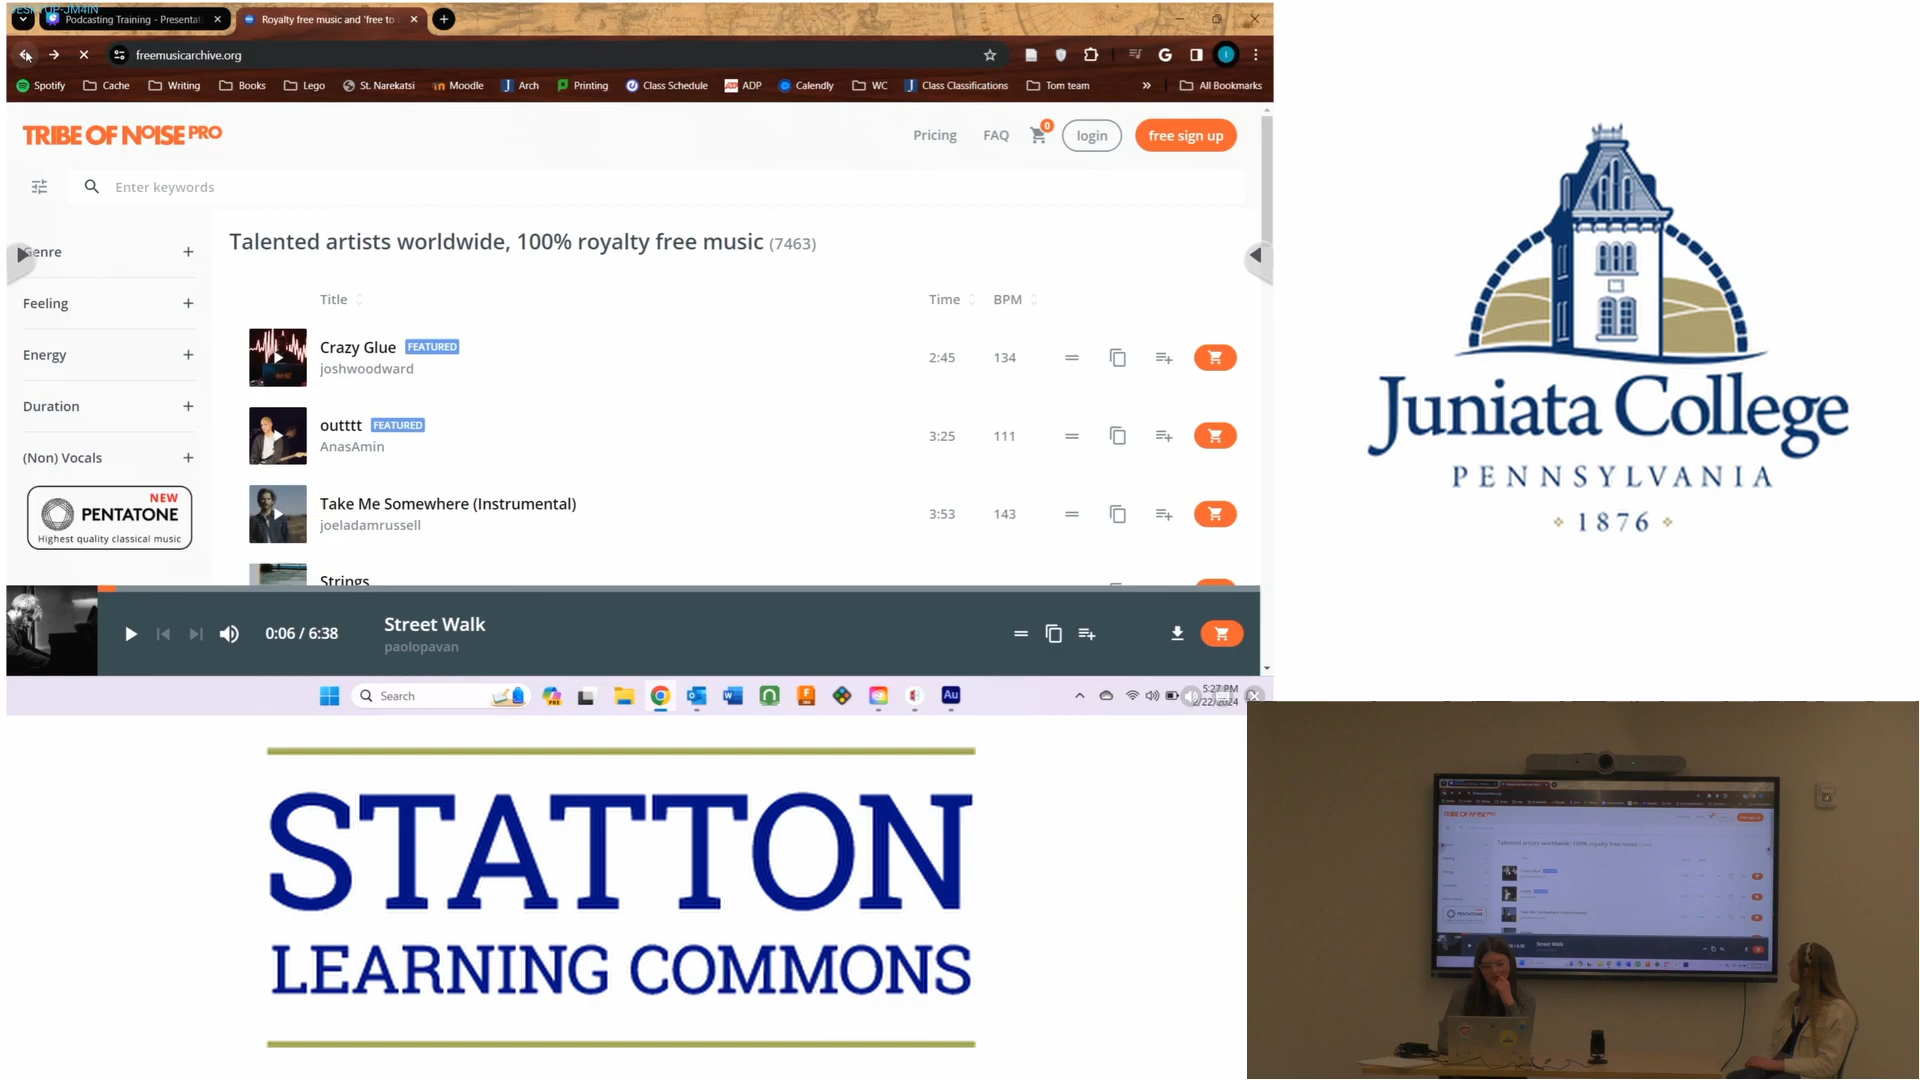 Podcasting Training - Presentat
Royalty free music and 'free to
freemusicarchive.org
Spotify
Cache
Writing
Books
Lego
St. Narekatsi
Moodle
Arch
Printing
Class Schedule
ADP
Calendly
WC
Class Classifications
Tom team
All Bookmarks
TRIBE OF NOISE PRO
Pricing
FAQ
0
login
free sign up
Enter keywords
Genre
Feeling
Energy
Duration
(Non) Vocals
NEW
PENTATONE
Highest quality classical music
Talented artists worldwide, 100% royalty free music (7463)
Title
Time
BPM
Crazy Glue FEATURED
joshwoodward
2:45
134
outttt FEATURED
AnasAmin
3:25
111
Take Me Somewhere (Instrumental)
joeladamrussell
3:53
143
Strings
0:06 / 6:38
Street Walk
paolopavan
Search
5:27 PM
2/22/2024
Juniata College
PENNSYLVANIA
1876
STATTON
LEARNING COMMONS